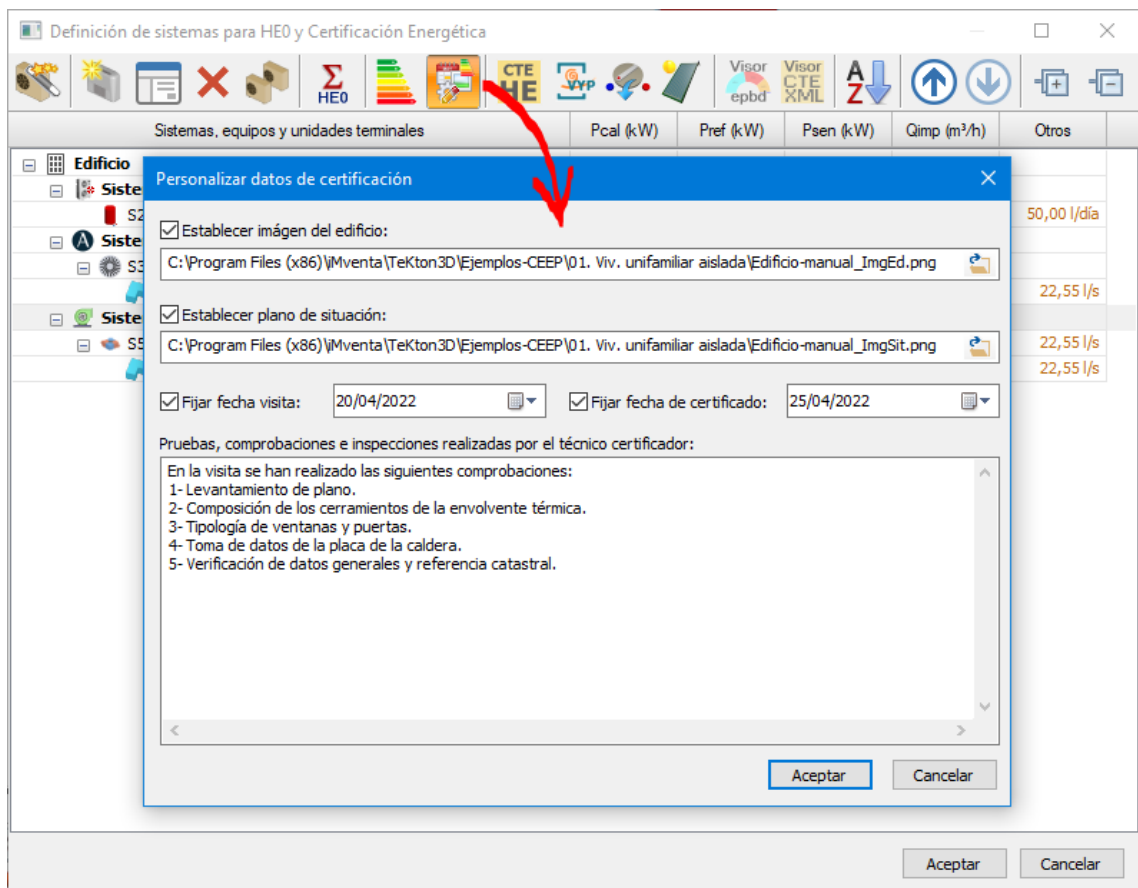 Definición de sistemas para HE0 y Certificación Energética
Σ HE0
CTE HE
VYP
Visor epbd
Visor CTE XML
A Z
Sistemas, equipos y unidades terminales Pcal (kW) Pref (kW) Psen (kW) Qimp (m³/h) Otros
Edificio
Siste
S2 50,00 l/día
A Siste
S3
22,55 l/s
Siste
S5 22,55 l/s
22,55 l/s
Personalizar datos de certificación
Establecer imágen del edificio:
C:\Program Files (x86)\iMventa\TeKton3D\Ejemplos-CEEP\01. Viv. unifamiliar aislada\Edificio-manual_ImgEd.png
Establecer plano de situación:
C:\Program Files (x86)\iMventa\TeKton3D\Ejemplos-CEEP\01. Viv. unifamiliar aislada\Edificio-manual_ImgSit.png
Fijar fecha visita: 20/04/2022 Fijar fecha de certificado: 25/04/2022
Pruebas, comprobaciones e inspecciones realizadas por el técnico certificador:
En la visita se han realizado las siguientes comprobaciones:
1- Levantamiento de plano.
2- Composición de los cerramientos de la envolvente térmica.
3- Tipología de ventanas y puertas.
4- Toma de datos de la placa de la caldera.
5- Verificación de datos generales y referencia catastral.
Aceptar Cancelar
Aceptar Cancelar